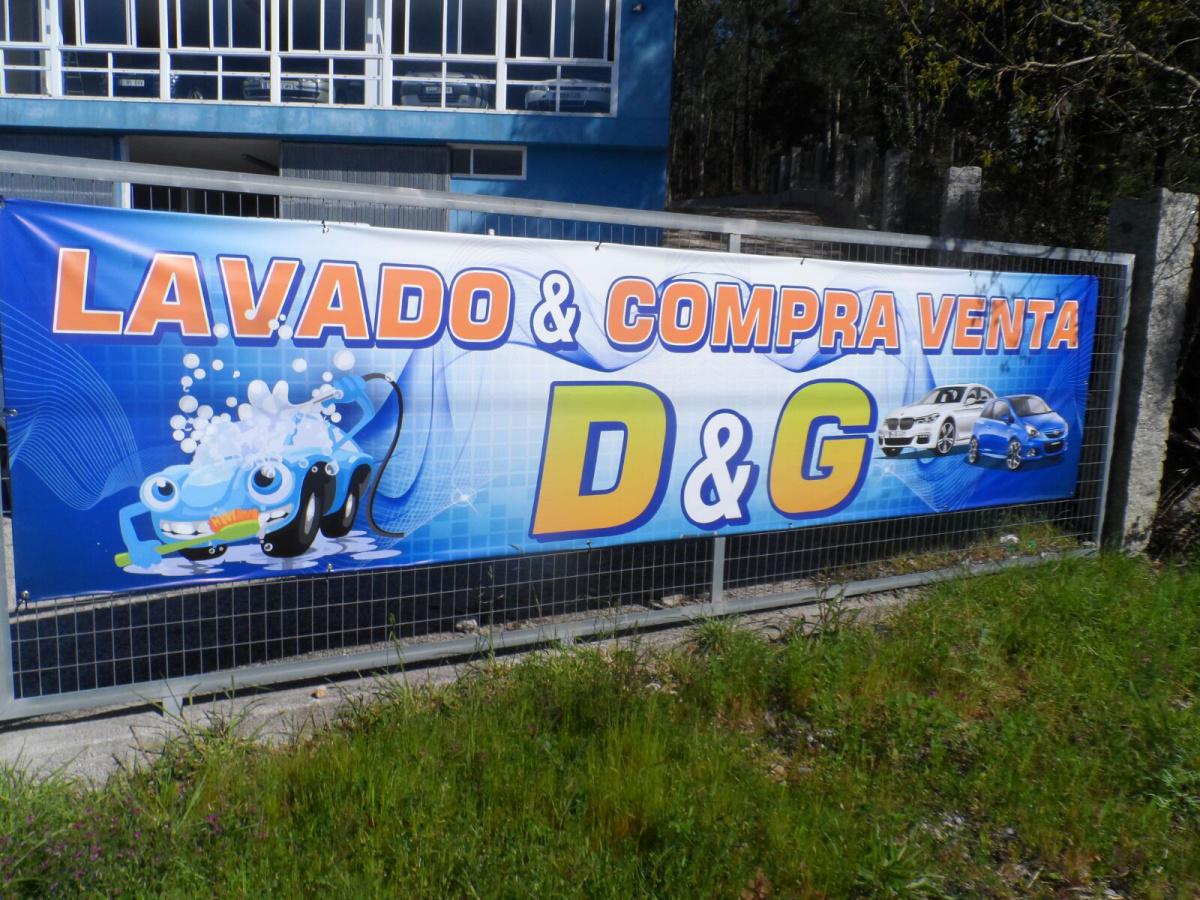 LAVADO & COMPRA VENTA
D&G